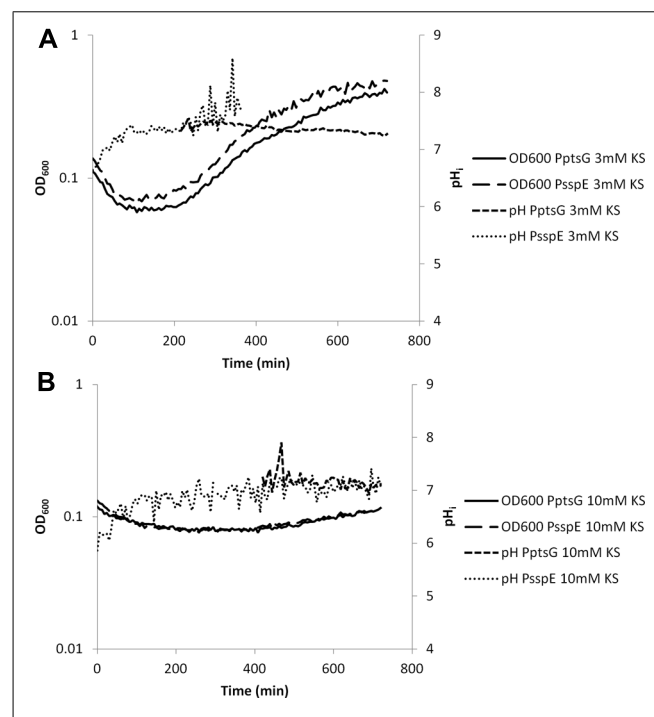 A
1
0.1
0.01
OD600
9
8
7
6
5
4
pHi
0 200 400 600 800
Time (min)
OD600 PptsG 3mM KS
OD600 PsspE 3mM KS
pH PptsG 3mM KS
pH PsspE 3mM KS
B
1
0.1
0.01
OD600
9
8
7
6
5
4
pHi
0 200 400 600 800
Time (min)
OD600 PptsG 10mM KS
OD600 PsspE 10mM KS
pH PptsG 10mM KS
pH PsspE 10mM KS